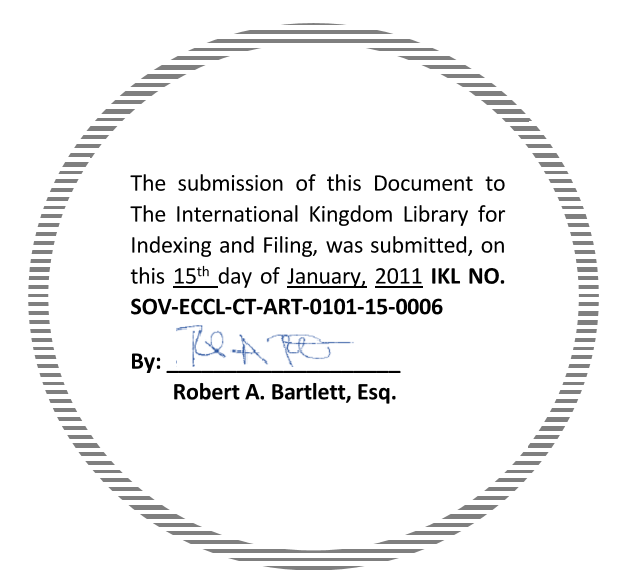 The submission of this Document to
The International Kingdom Library for
Indexing and Filing, was submitted, on
this 15th day of January, 2011 IKL NO.
SOV-ECCL-CT-ART-0101-15-0006
By:
Robert A. Bartlett, Esq.